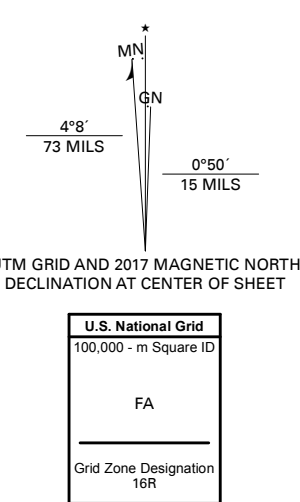 ★
MN
GN
4°8´
73 MILS
0°50´
15 MILS
UTM GRID AND 2017 MAGNETIC NORTH
DECLINATION AT CENTER OF SHEET
U.S. National Grid
100,000 - m Square ID
FA
Grid Zone Designation
16R